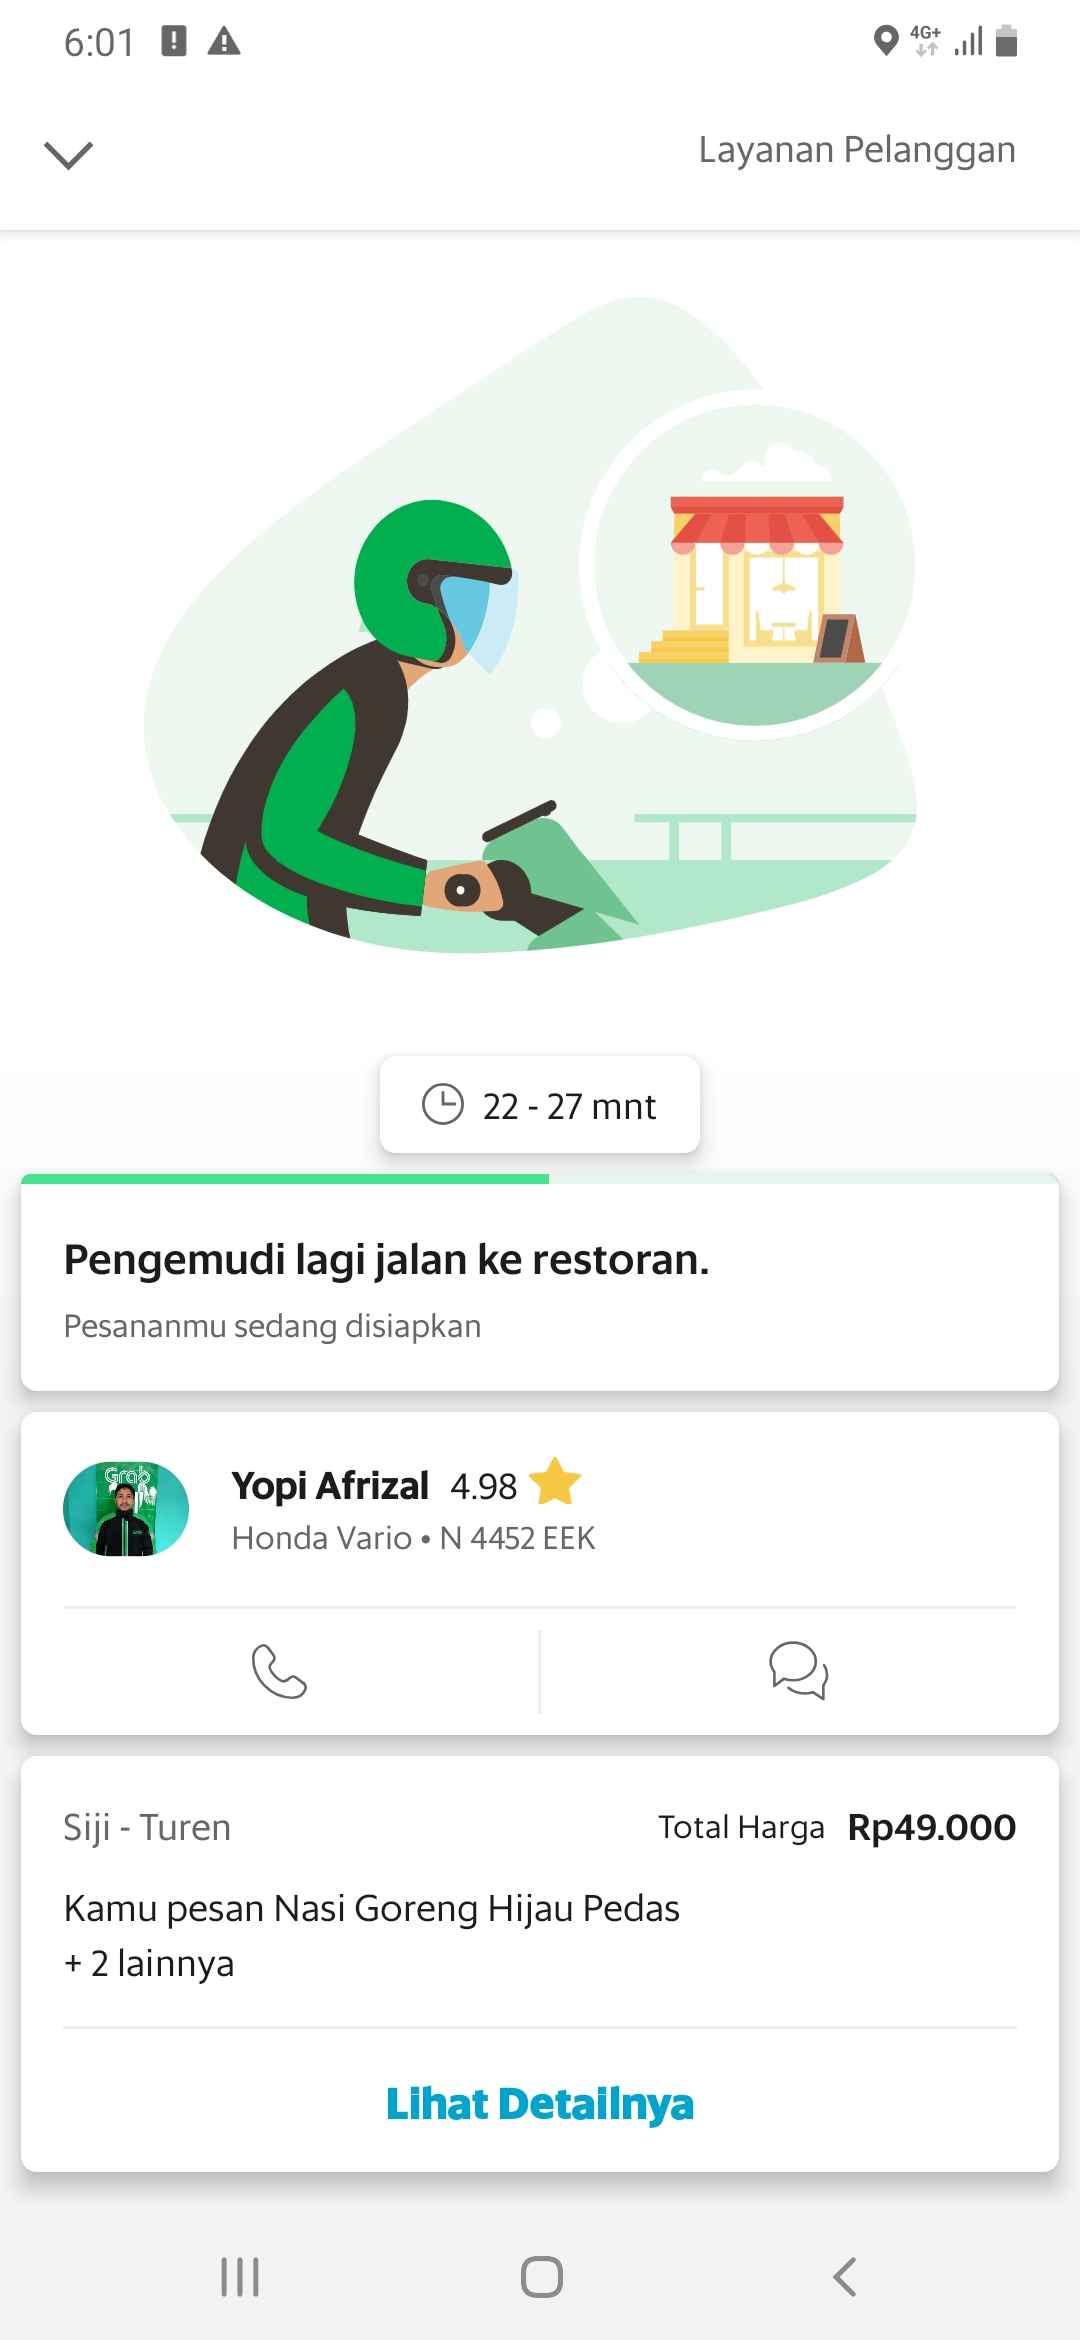 6:01
4G+
Layanan Pelanggan
22 - 27 mnt
Pengemudi lagi jalan ke restoran.
Pesananmu sedang disiapkan
Grab
Yopi Afrizal 4.98
Honda Vario • N 4452 EEK
Siji - Turen Total Harga Rp49.000
Kamu pesan Nasi Goreng Hijau Pedas
+ 2 lainnya
Lihat Detailnya